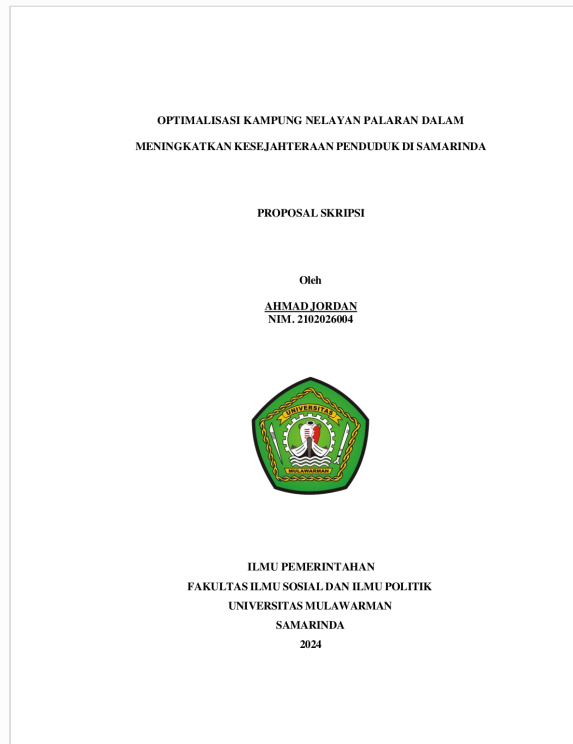 OPTIMALISASI KAMPUNG NELAYAN PALARAN DALAM
MENINGKATKAN KESEJAHTERAAN PENDUDUK DI SAMARINDA
PROPOSAL SKRIPSI
Oleh
AHMAD JORDAN
NIM. 2102026004
UNIVERSITAS
MULAWARMAN
ILMU PEMERINTAHAN
FAKULTAS ILMU SOSIAL DAN ILMU POLITIK
UNIVERSITAS MULAWARMAN
SAMARINDA
2024